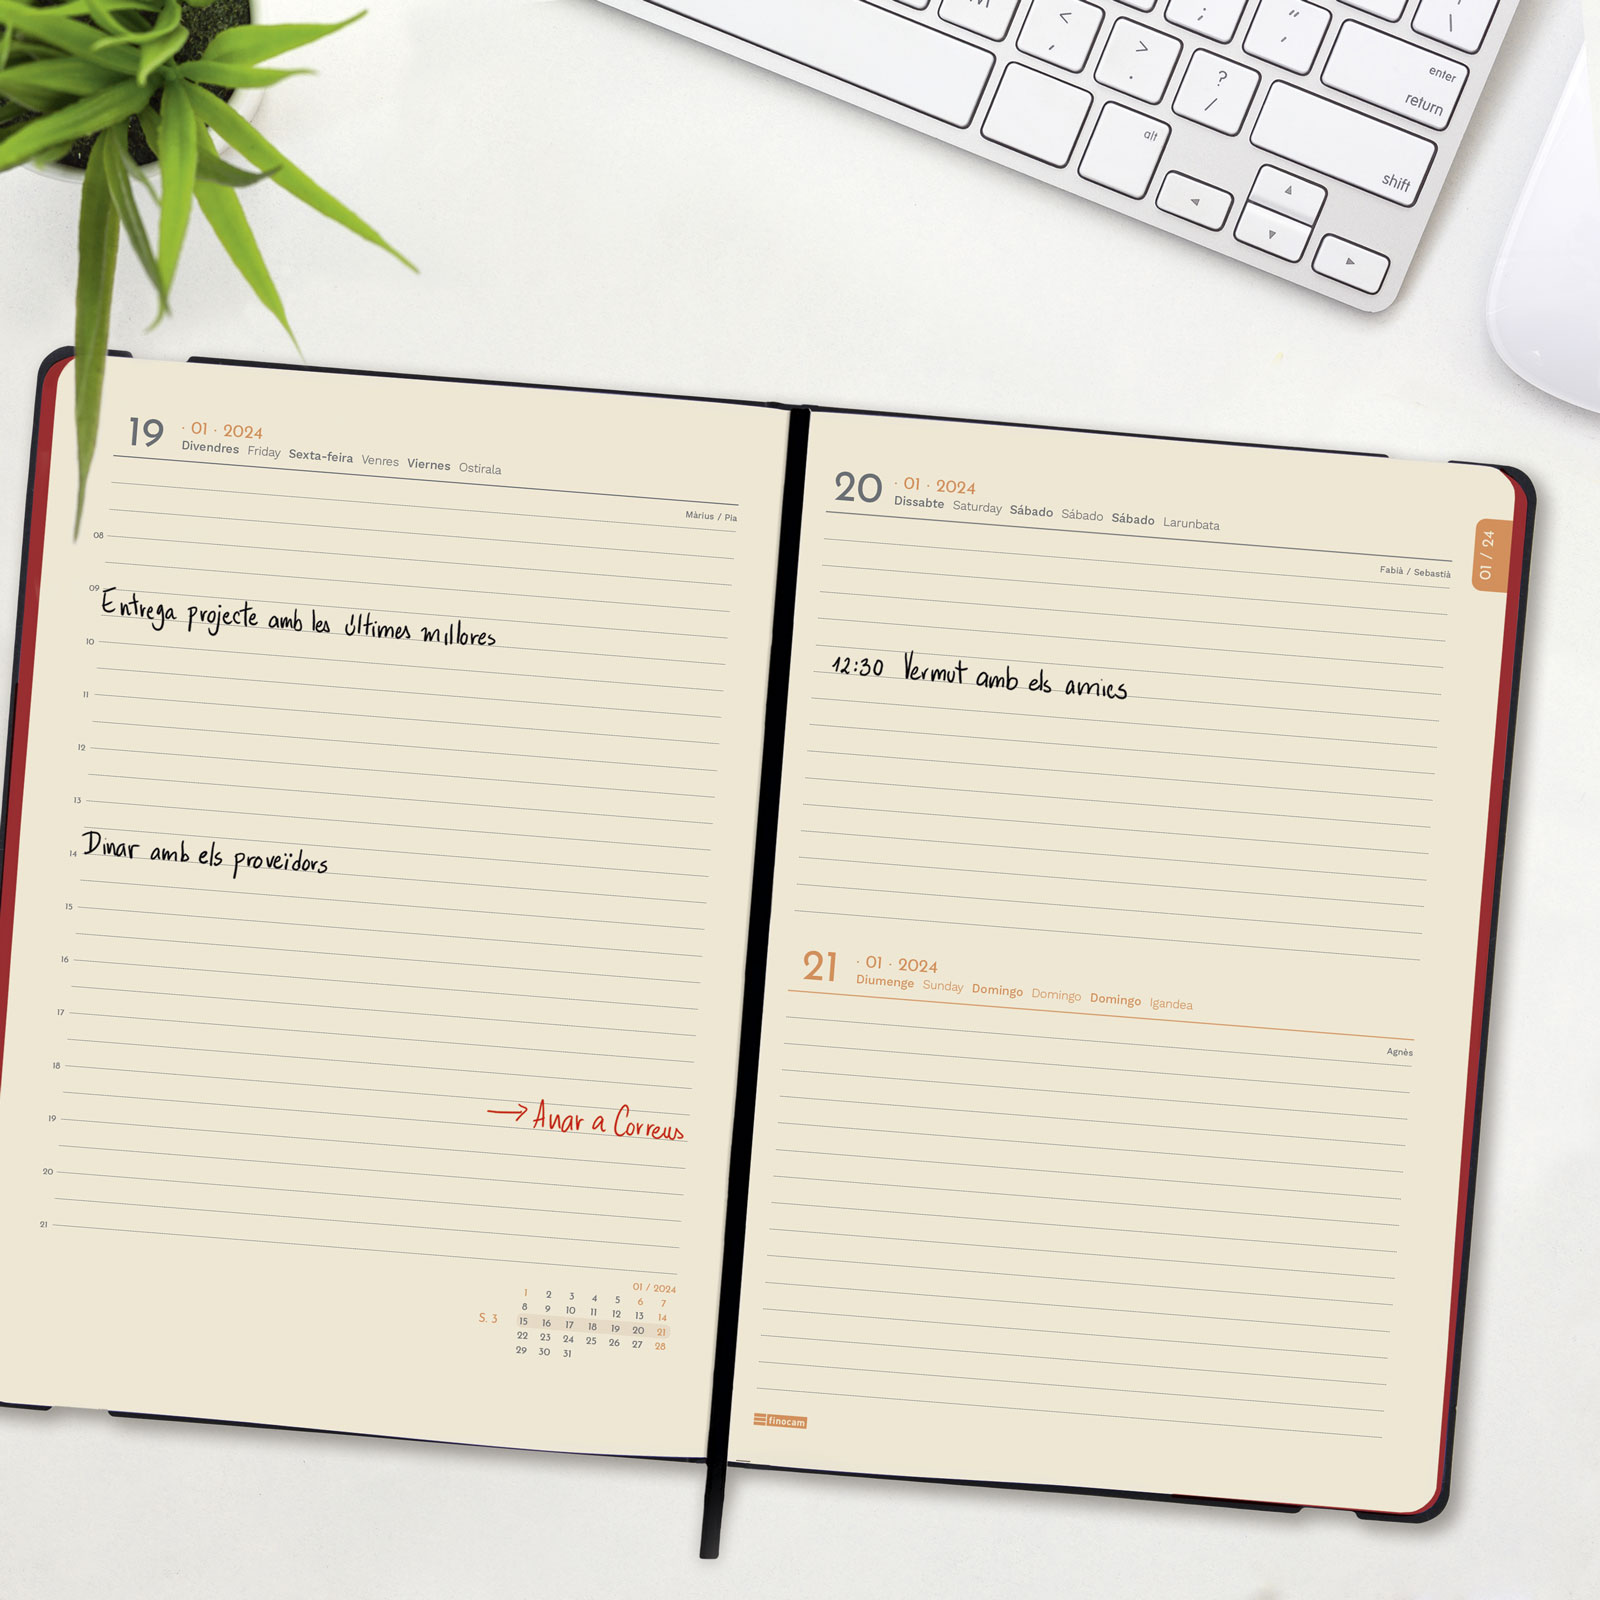 M
<
,
>
.
?
/
:
;
"
,
\
enter
return
alt
shift
19 · 01 · 2024
Divendres Friday Sexta-feira Venres Viernes Ostirala
Màrius / Pia
08
09
Entrega projecte amb les últimes millores
10
11
12
13
Dinar amb els proveïdors
14
15
16
17
18
→ Anar a Correus
19
20
21
01 / 2024
1 2 3 4 5 6 7
8 9 10 11 12 13 14
S. 3 15 16 17 18 19 20 21
22 23 24 25 26 27 28
29 30 31
20 · 01 · 2024
Dissabte Saturday Sábado Sábado Sábado Larunbata
Fabià / Sebastià
01 / 24
12:30 Vermut amb els amics
21 · 01 · 2024
Diumenge Sunday Domingo Domingo Domingo Igandea
Agnès
finocam